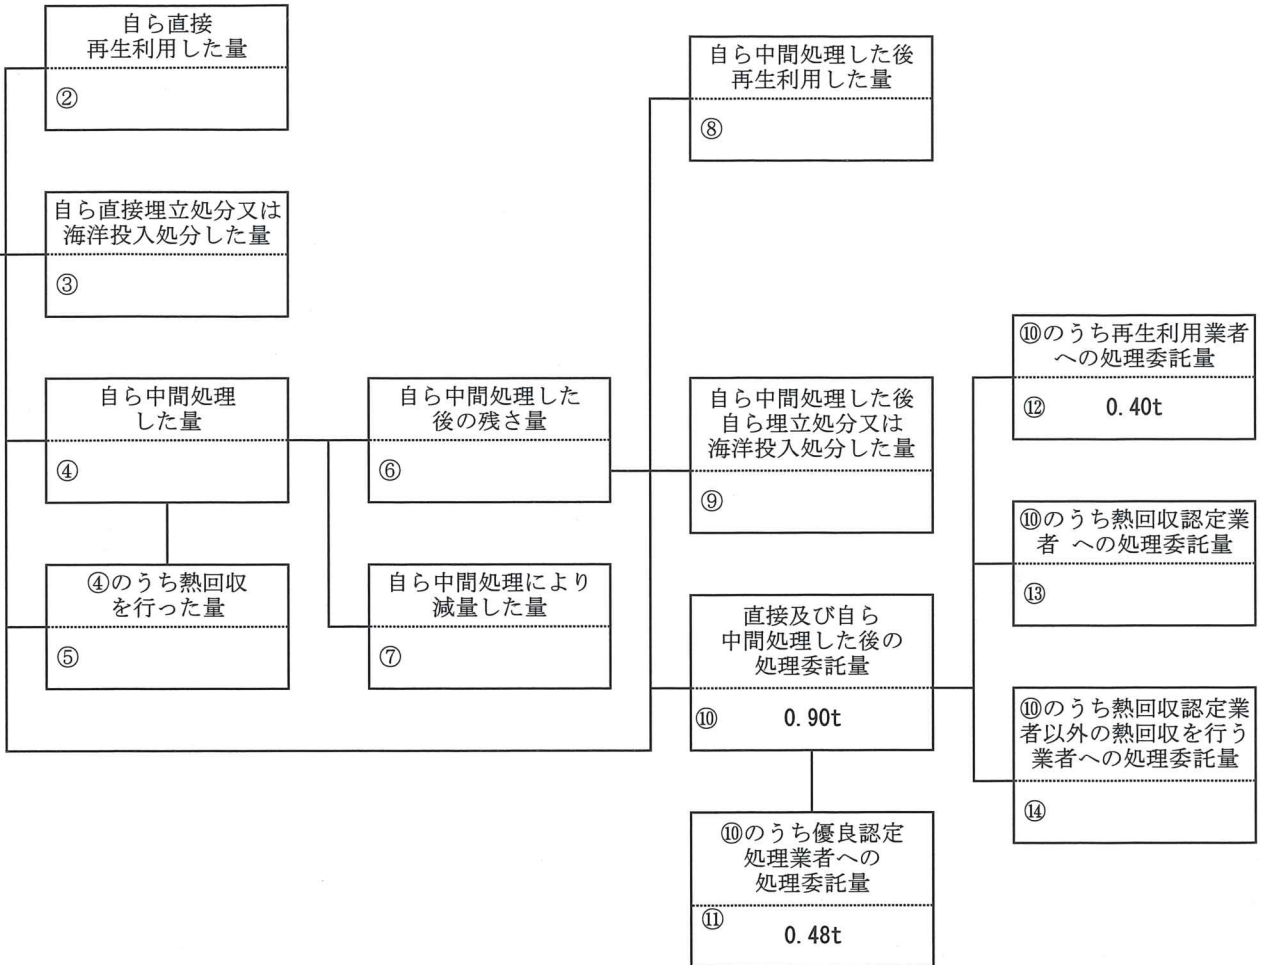 自ら直接
再生利用した量
②
自ら直接埋立処分又は
海洋投入処分した量
③
自ら中間処理
した量
④
④のうち熱回収
を行った量
⑤
自ら中間処理した
後の残さ量
⑥
自ら中間処理により
減量した量
⑦
自ら中間処理した後
再生利用した量
⑧
自ら中間処理した後
自ら埋立処分又は
海洋投入処分した量
⑨
直接及び自ら
中間処理した後の
処理委託量
⑩ 0.90t
⑩のうち優良認定
処理業者への
処理委託量
⑪ 0.48t
⑩のうち再生利用業者
への処理委託量
⑫ 0.40t
⑩のうち熱回収認定業
者 への処理委託量
⑬
⑩のうち熱回収認定業
者以外の熱回収を行う
業者への処理委託量
⑭